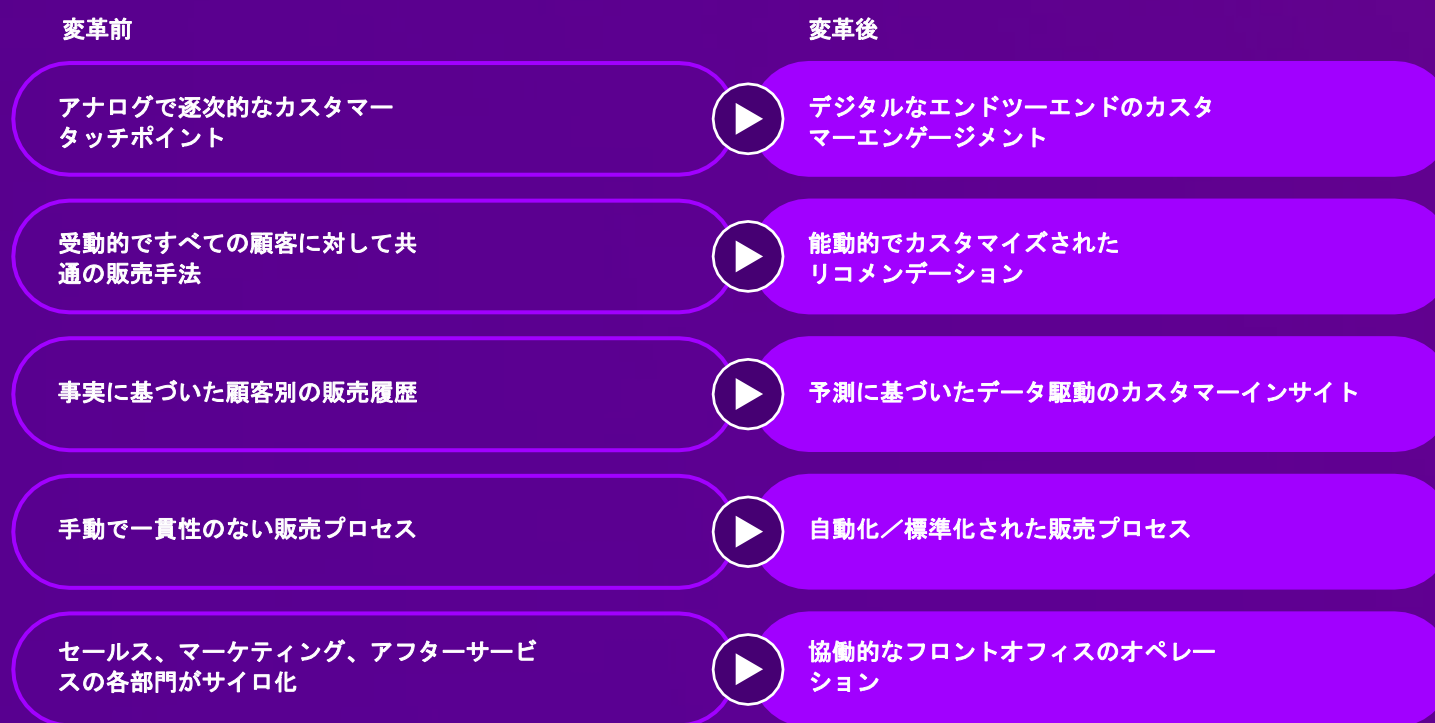 変革前
変革後
アナログで逐次的なカスタマー
タッチポイント
デジタルなエンドツーエンドのカスタ
マーエンゲージメント
受動的ですべての顧客に対して共
通の販売手法
能動的でカスタマイズされた
リコメンデーション
事実に基づいた顧客別の販売履歴
予測に基づいたデータ駆動のカスタマーインサイト
手動で一貫性のない販売プロセス
自動化／標準化された販売プロセス
セールス、マーケティング、アフターサービ
スの各部門がサイロ化
協働的なフロントオフィスのオペレー
ション